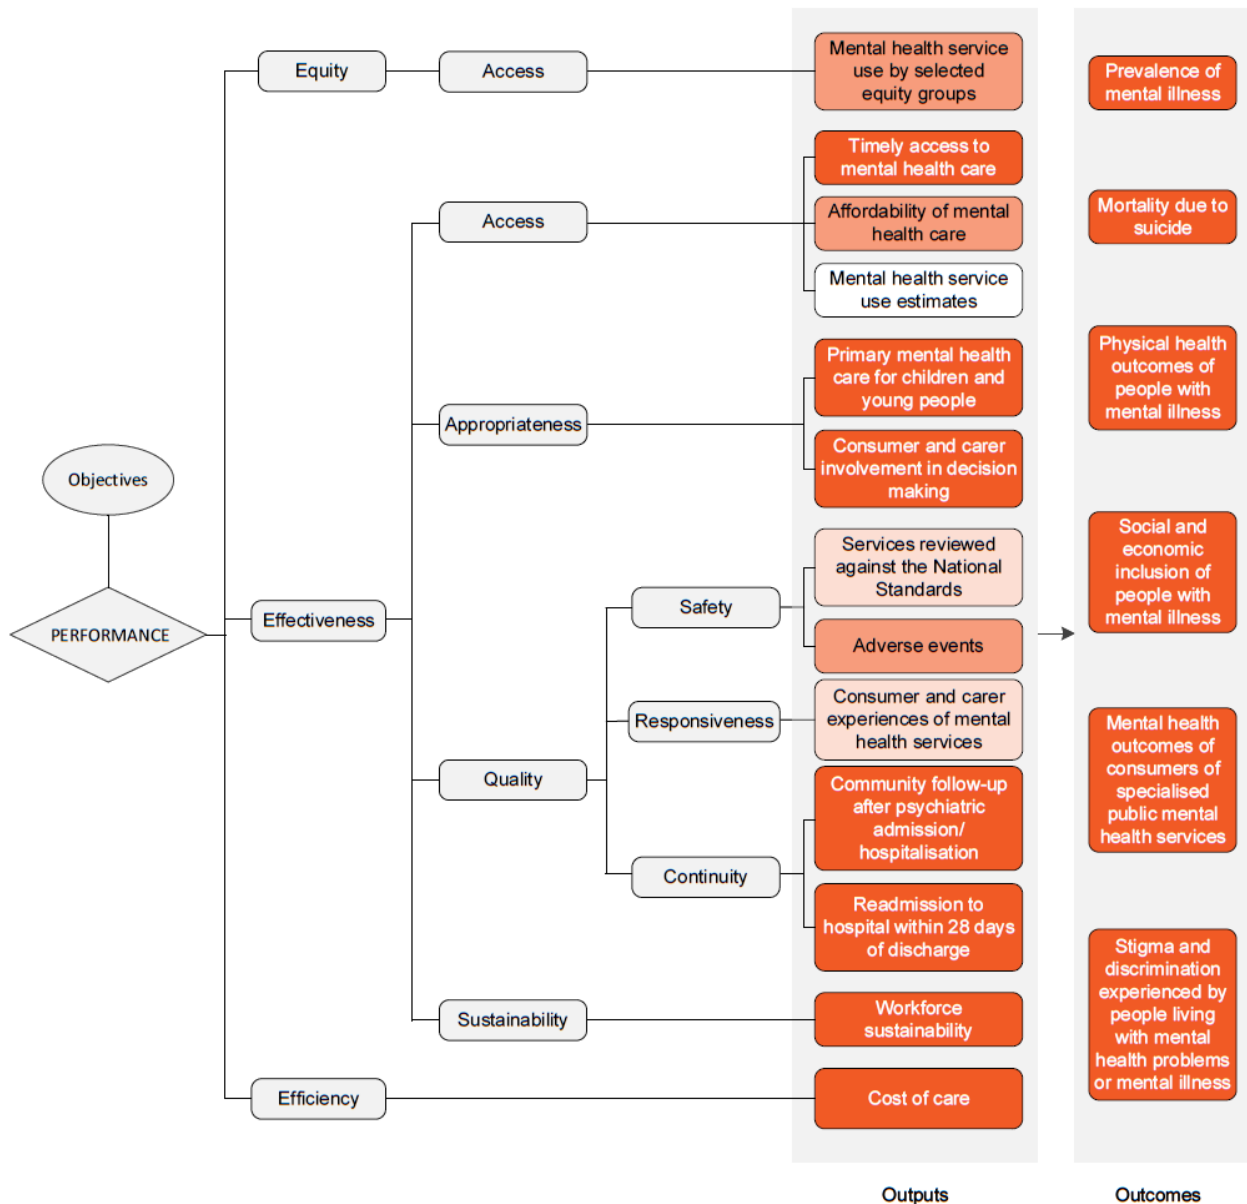 Objectives
PERFORMANCE
Equity
Access
Mental health service
use by selected
equity groups
Effectiveness
Access
Timely access to
mental health care
Affordability of mental
health care
Mental health service
use estimates
Appropriateness
Primary mental health
care for children and
young people
Consumer and carer
involvement in decision
making
Quality
Safety
Services reviewed
against the National
Standards
Adverse events
Responsiveness
Consumer and carer
experiences of mental
health services
Continuity
Community follow-up
after psychiatric
admission/
hospitalisation
Readmission to
hospital within 28 days
of discharge
Sustainability
Workforce
sustainability
Efficiency
Cost of care
Outputs
Prevalence of
mental illness
Mortality due to
suicide
Physical health
outcomes of
people with
mental illness
Social and
economic
inclusion of
people with
mental illness
Mental health
outcomes of
consumers of
specialised
public mental
health services
Stigma and
discrimination
experienced by
people living
with mental
health problems
or mental illness
Outcomes